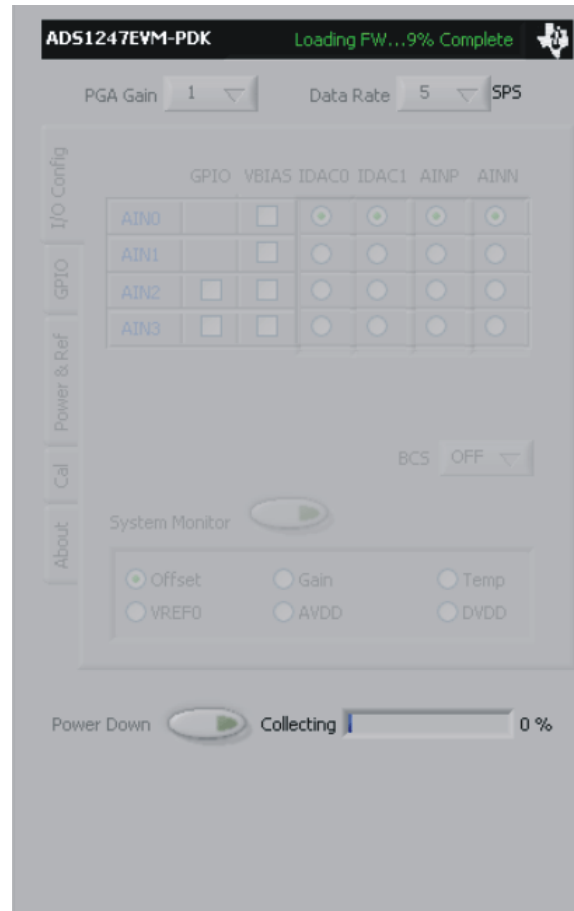 ADS1247EVM-PDK Loading FW...9% Complete
PGA Gain 1 Data Rate 5 SPS
I/O Config
GPIO
Power & Ref
Cal
About
GPIO VBIAS IDAC0 IDAC1 AINP AINN
AIN0
AIN1
AIN2
AIN3
BCS OFF
System Monitor
Offset Gain Temp
VREF0 AVDD DVDD
Power Down Collecting 0 %